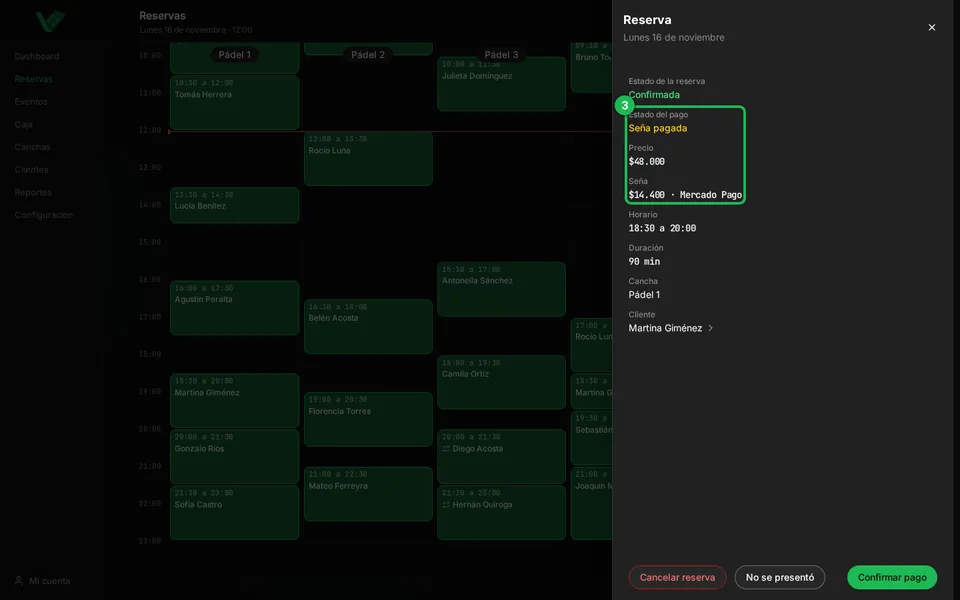 Reservas
Lunes 16 de noviembre · 12:00
Dashboard
Reservas
Eventos
Caja
Canchas
Clientes
Reportes
Configuración
Mi cuenta
Pádel 1
Pádel 2
Pádel 3
10:00
11:00
12:00
13:00
14:00
15:00
16:00
17:00
18:00
19:00
20:00
21:00
22:00
23:00
10:30 a 12:00
Tomás Herrera
13:30 a 14:30
Lucía Benítez
16:00 a 17:30
Agustín Peralta
18:30 a 20:00
Martina Giménez
20:00 a 21:30
Gonzalo Ríos
21:30 a 23:00
Sofía Castro
12:00 a 13:30
Rocío Luna
16:30 a 18:00
Belén Acosta
19:00 a 20:30
Florencia Torres
21:00 a 22:30
Mateo Ferreyra
10:00 a 11:30
Julieta Domínguez
15:30 a 17:00
Antonella Sánchez
18:00 a 19:30
Camila Ortiz
20:00 a 21:30
Diego Acosta
21:30 a 23:00
Hernán Quiroga
09:30 a
Bruno To
17:00 a
Rocío Lun
18:30 a
Martina G
19:30 a
Sebastián
21:00 a
Joaquín M
Reserva
Lunes 16 de noviembre
Estado de la reserva
Confirmada
3
Estado del pago
Seña pagada
Precio
$48.000
Seña
$14.400 · Mercado Pago
Horario
18:30 a 20:00
Duración
90 min
Cancha
Pádel 1
Cliente
Martina Giménez
Cancelar reserva
No se presentó
Confirmar pago